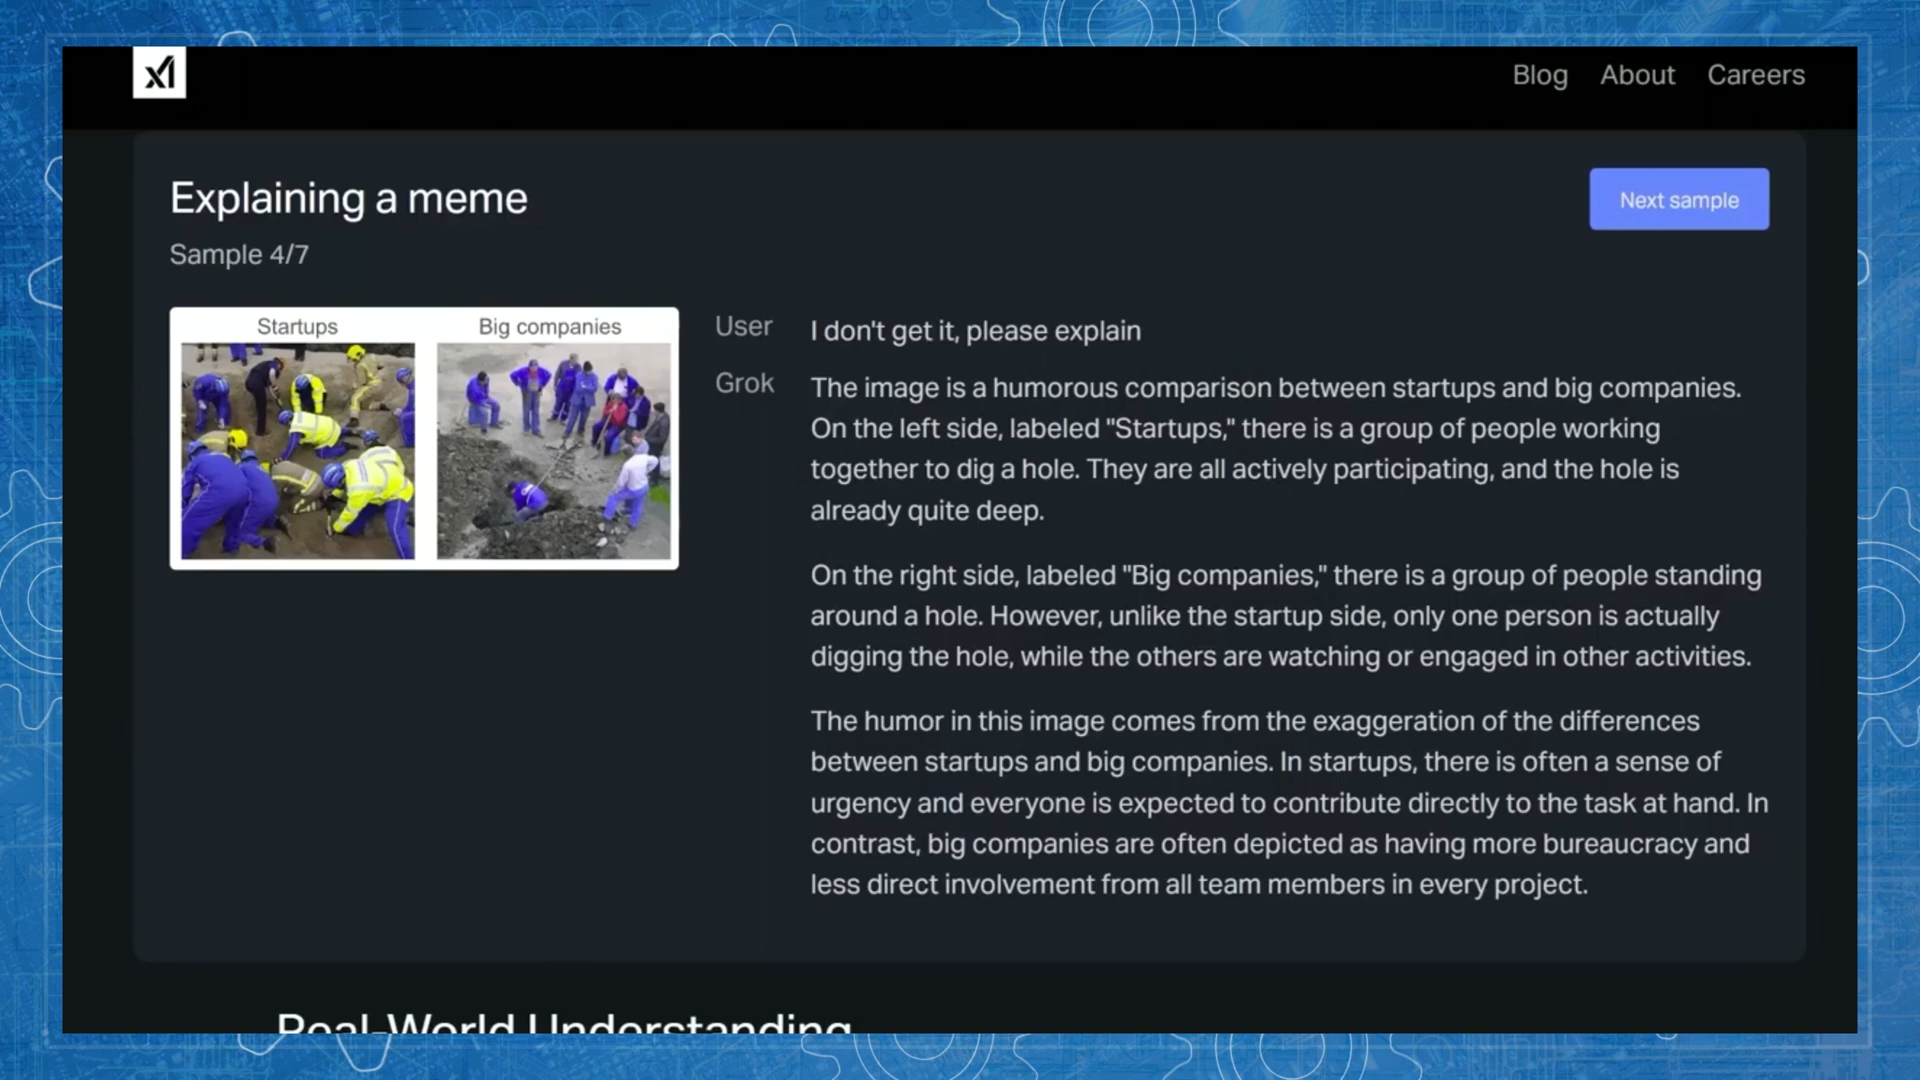 xI
Blog About Careers
Explaining a meme
Next sample
Sample 4/7
Startups
Big companies
User
I don't get it, please explain
Grok
The image is a humorous comparison between startups and big companies.
On the left side, labeled "Startups," there is a group of people working
together to dig a hole. They are all actively participating, and the hole is
already quite deep.
On the right side, labeled "Big companies," there is a group of people standing
around a hole. However, unlike the startup side, only one person is actually
digging the hole, while the others are watching or engaged in other activities.
The humor in this image comes from the exaggeration of the differences
between startups and big companies. In startups, there is often a sense of
urgency and everyone is expected to contribute directly to the task at hand. In
contrast, big companies are often depicted as having more bureaucracy and
less direct involvement from all team members in every project.
Real-World Understanding